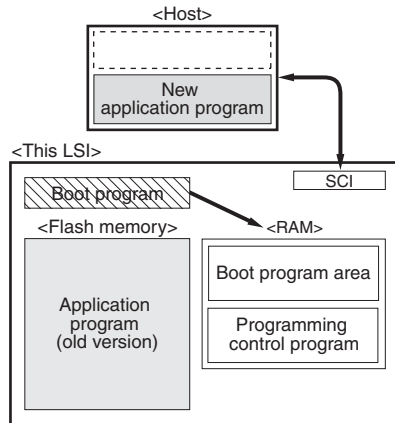 <Host>
New
application program
<This LSI>
SCI
Boot program
<Flash memory>
<RAM>
Application
program
(old version)
Boot program area
Programming
control program